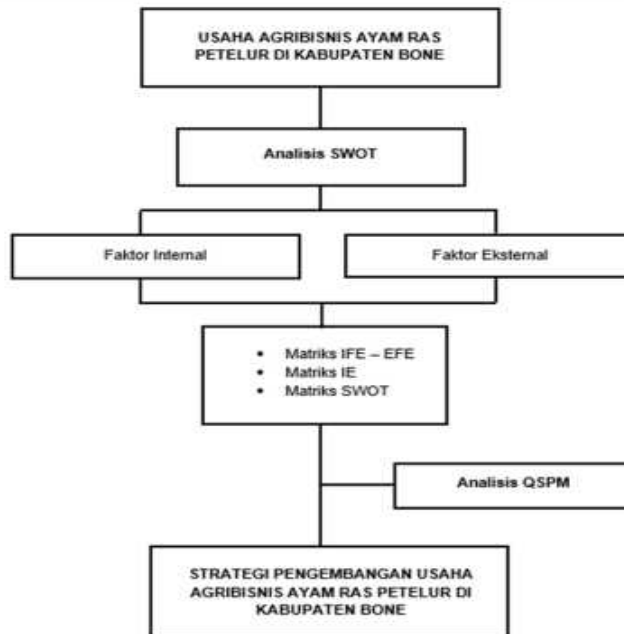 USAHA AGRIBISNIS AYAM RAS
PETELUR DI KABUPATEN BONE
Analisis SWOT
Faktor Internal
Faktor Eksternal
• Matriks IFE – EFE
• Matriks IE
• Matriks SWOT
Analisis QSPM
STRATEGI PENGEMBANGAN USAHA
AGRIBISNIS AYAM RAS PETELUR DI
KABUPATEN BONE